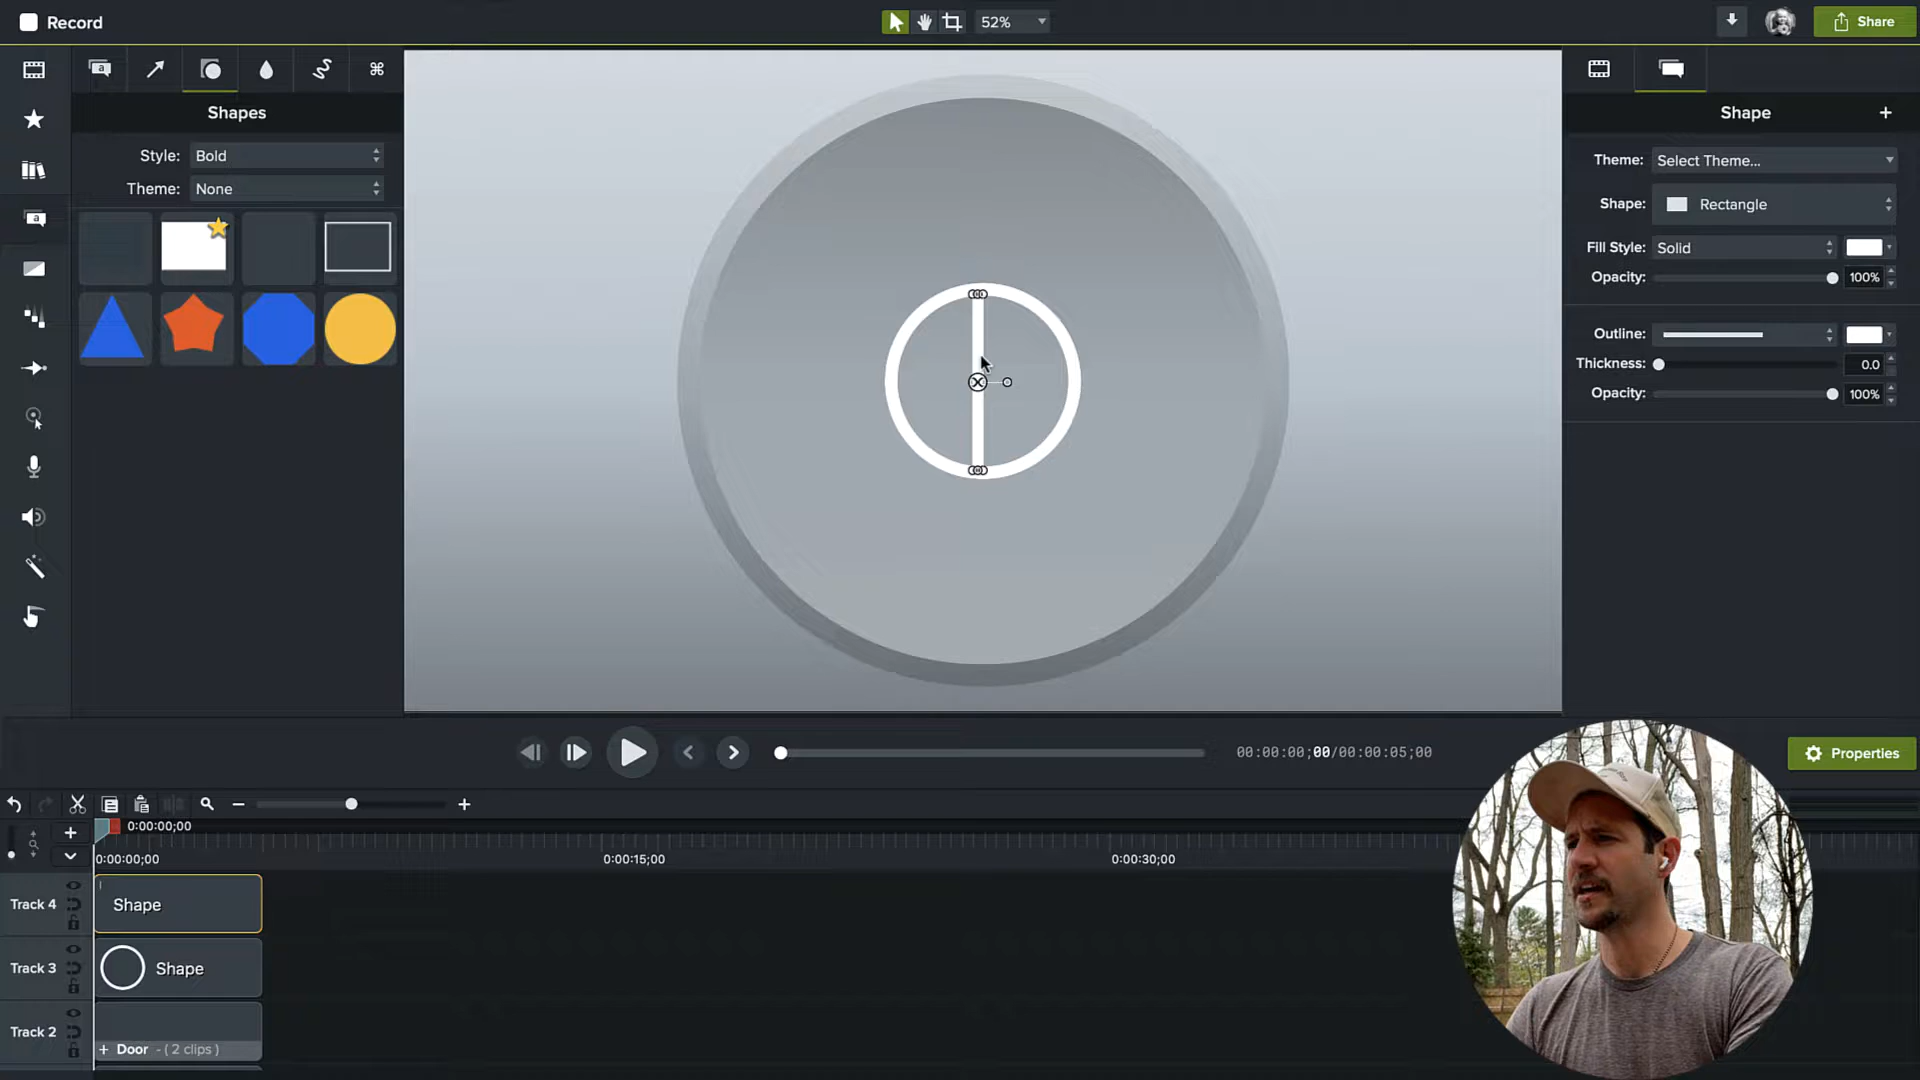 Record
52%
Share
Shapes
Style: Bold
Theme: None
Shape
Theme: Select Theme...
Shape: Rectangle
Fill Style: Solid
Opacity: 100%
Outline:
Thickness: 0.0
Opacity: 100%
00:00:00;00/00:00:05;00
Properties
0:00:00;00
0:00:00;00 0:00:15;00 0:00:30;00
Track 4 Shape
Track 3 Shape
Track 2
+ Door - ( 2 clips )